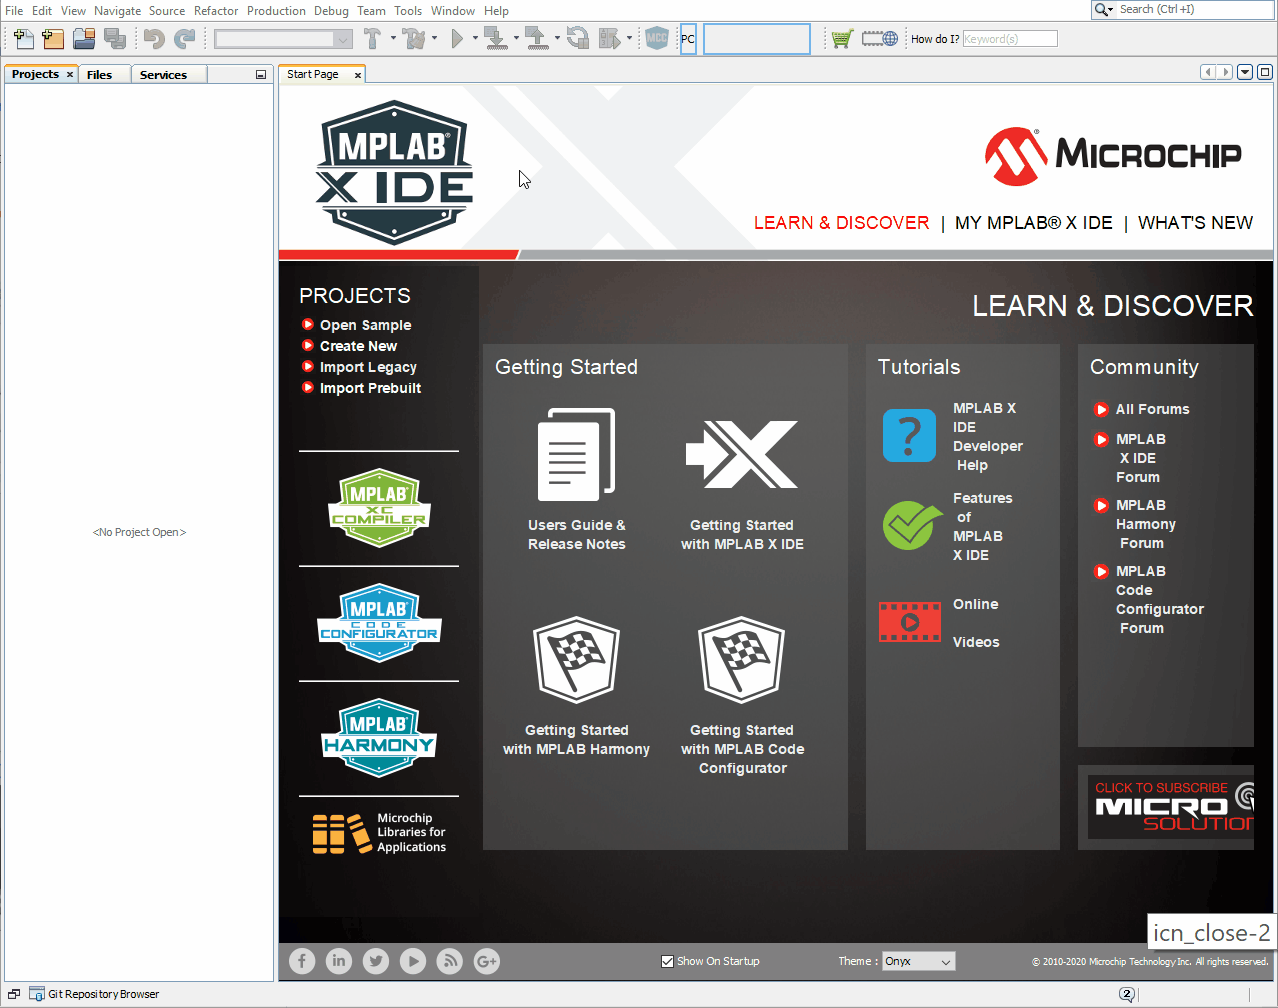 File Edit View Navigate Source Refactor Production Debug Team Tools Window Help
Search (Ctrl+I)
MCC
PC
How do I? Keyword(s)
Projects Files Services
Start Page
<No Project Open>
MPLAB®
X IDE
MICROCHIP
LEARN & DISCOVER | MY MPLAB® X IDE | WHAT'S NEW
PROJECTS
Open Sample
Create New
Import Legacy
Import Prebuilt
MPLAB®
XC
COMPILER
MPLAB®
CODE
CONFIGURATOR
MPLAB®
HARMONY
Microchip
Libraries for
Applications
LEARN & DISCOVER
Getting Started
Users Guide &
Release Notes
Getting Started
with MPLAB X IDE
Getting Started
with MPLAB Harmony
Getting Started
with MPLAB Code
Configurator
Tutorials
MPLAB X
IDE
Developer
Help
Features
of
MPLAB
X IDE
Online
Videos
Community
All Forums
MPLAB
X IDE
Forum
MPLAB
Harmony
Forum
MPLAB
Code
Configurator
Forum
CLICK TO SUBSCRIBE
MICRO
SOLUTION
icn_close-2
f in G+
Show On Startup
Theme : Onyx
© 2010-2020 Microchip Technology Inc. All rights reserved.
Git Repository Browser
2